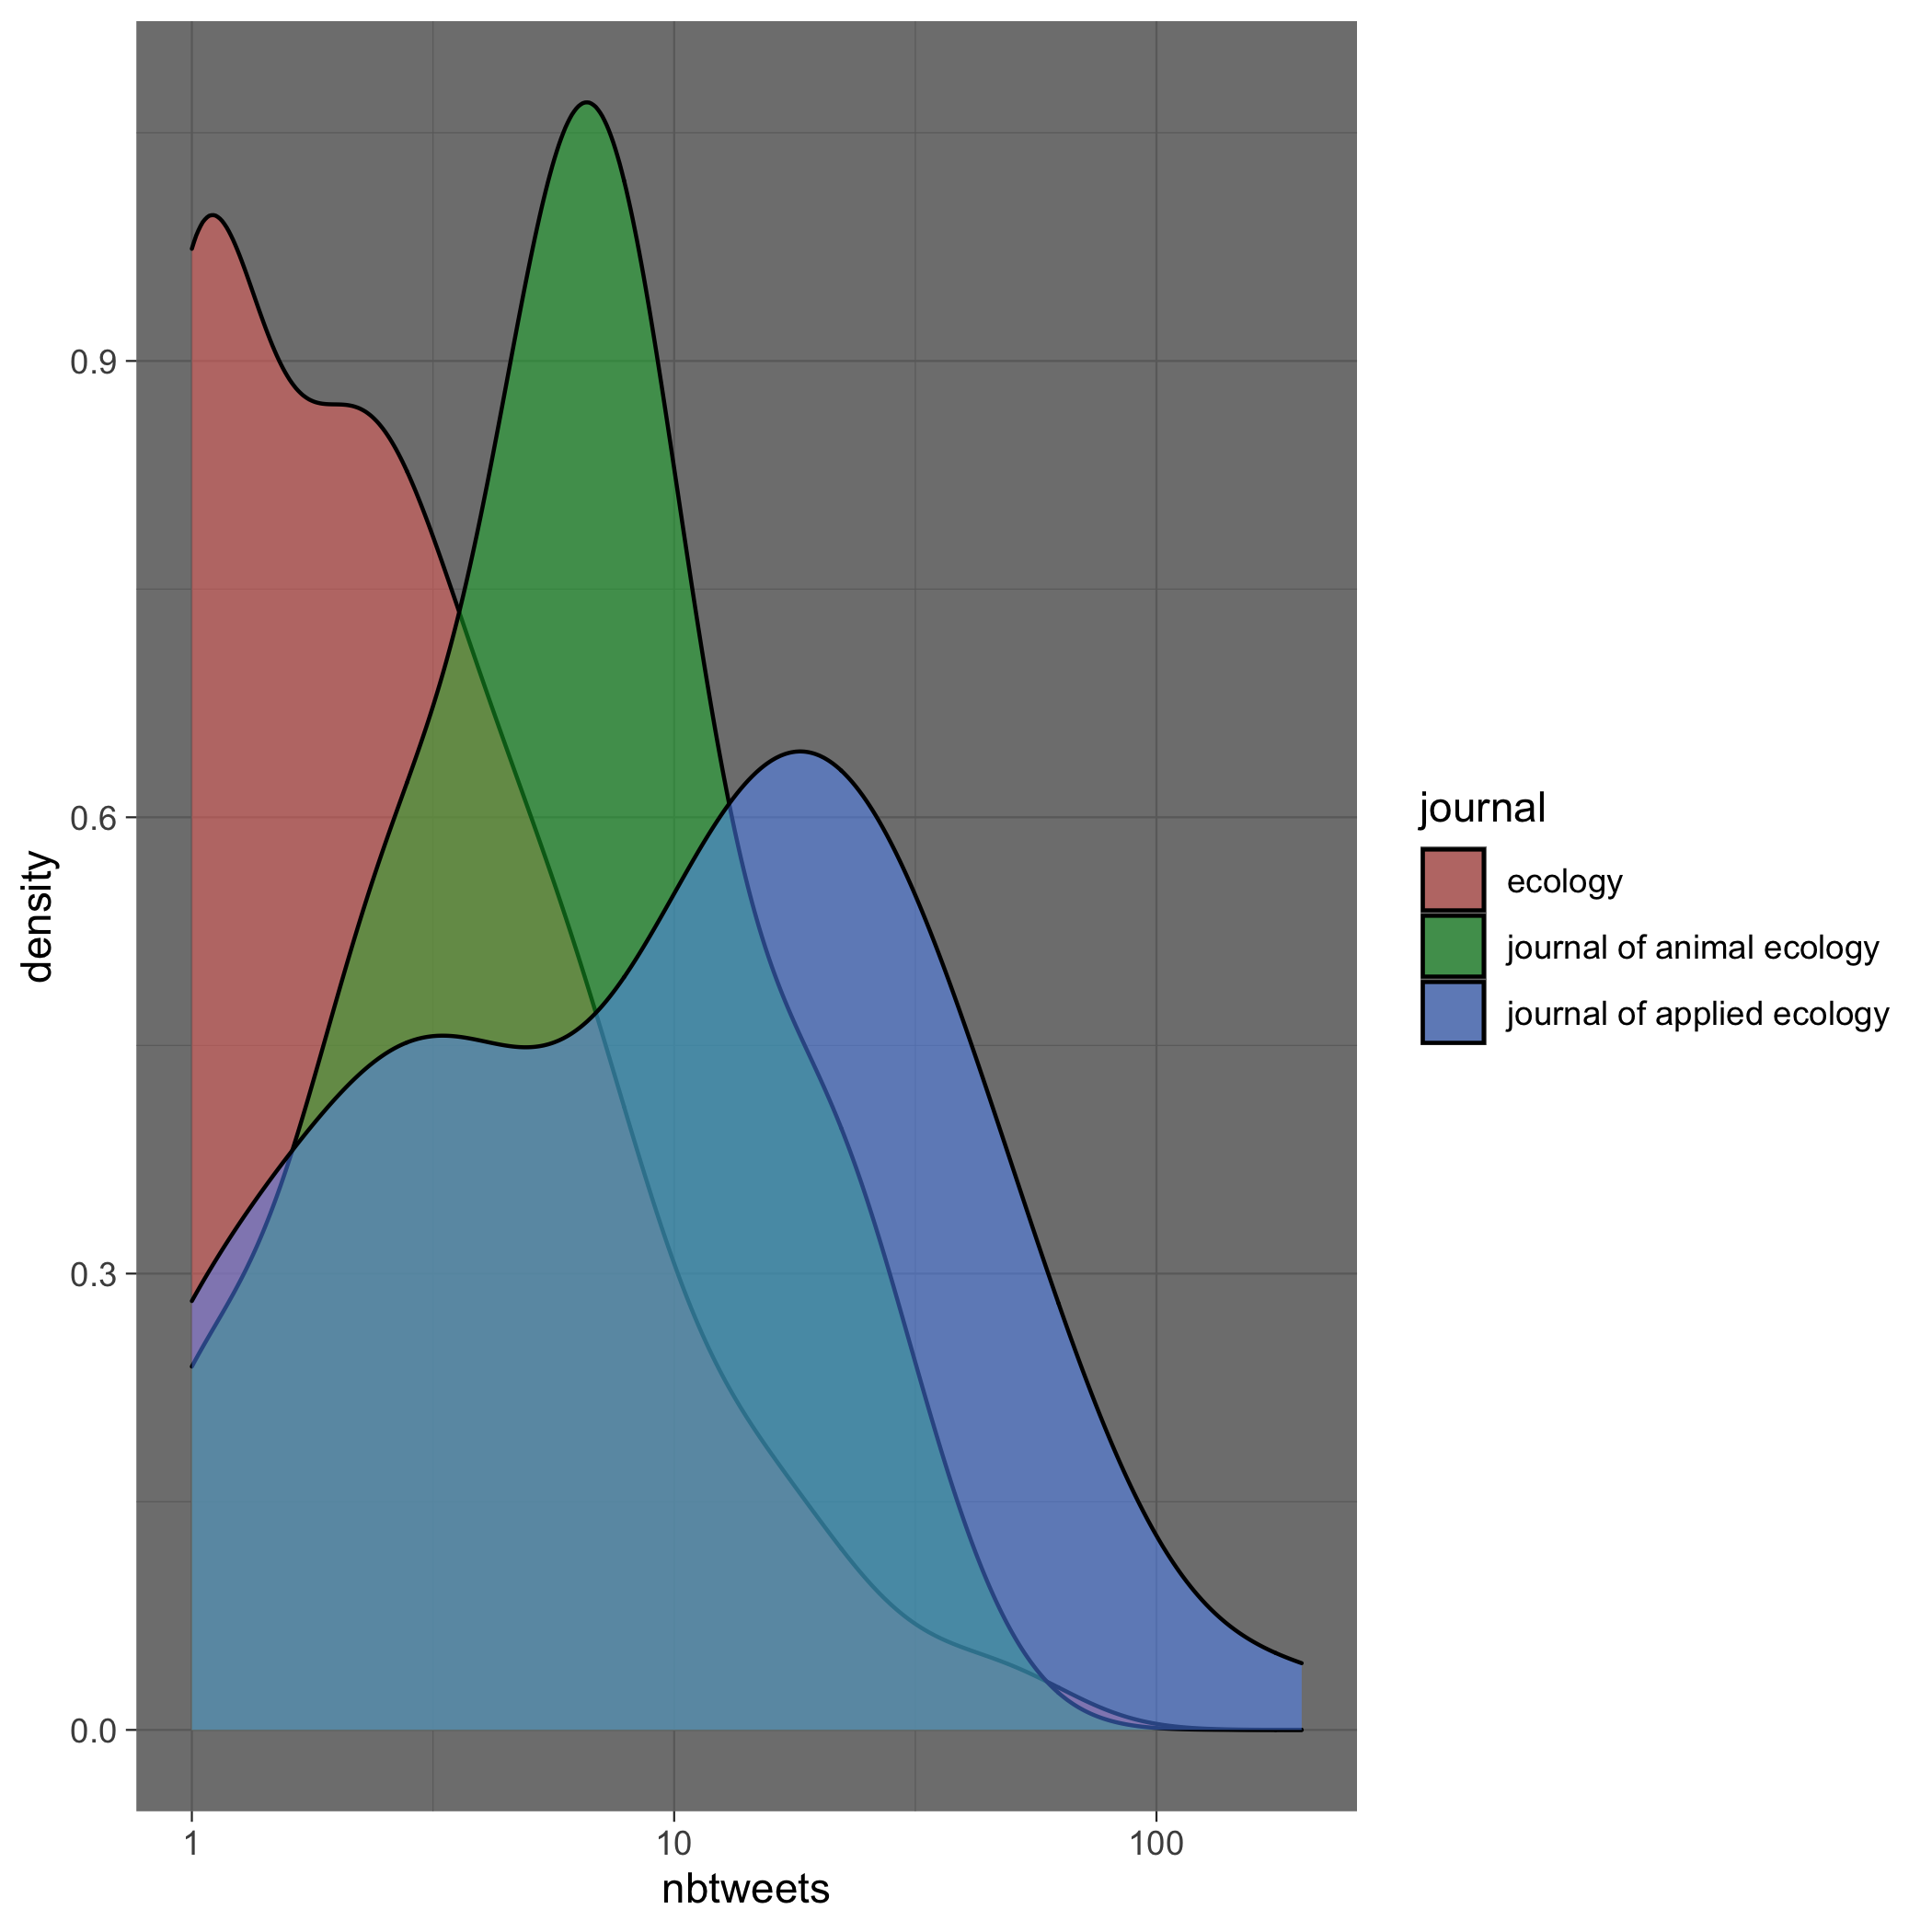 density
0.9
0.6
0.3
0.0
1
10
100
nbtweets
journal
ecology
journal of animal ecology
journal of applied ecology